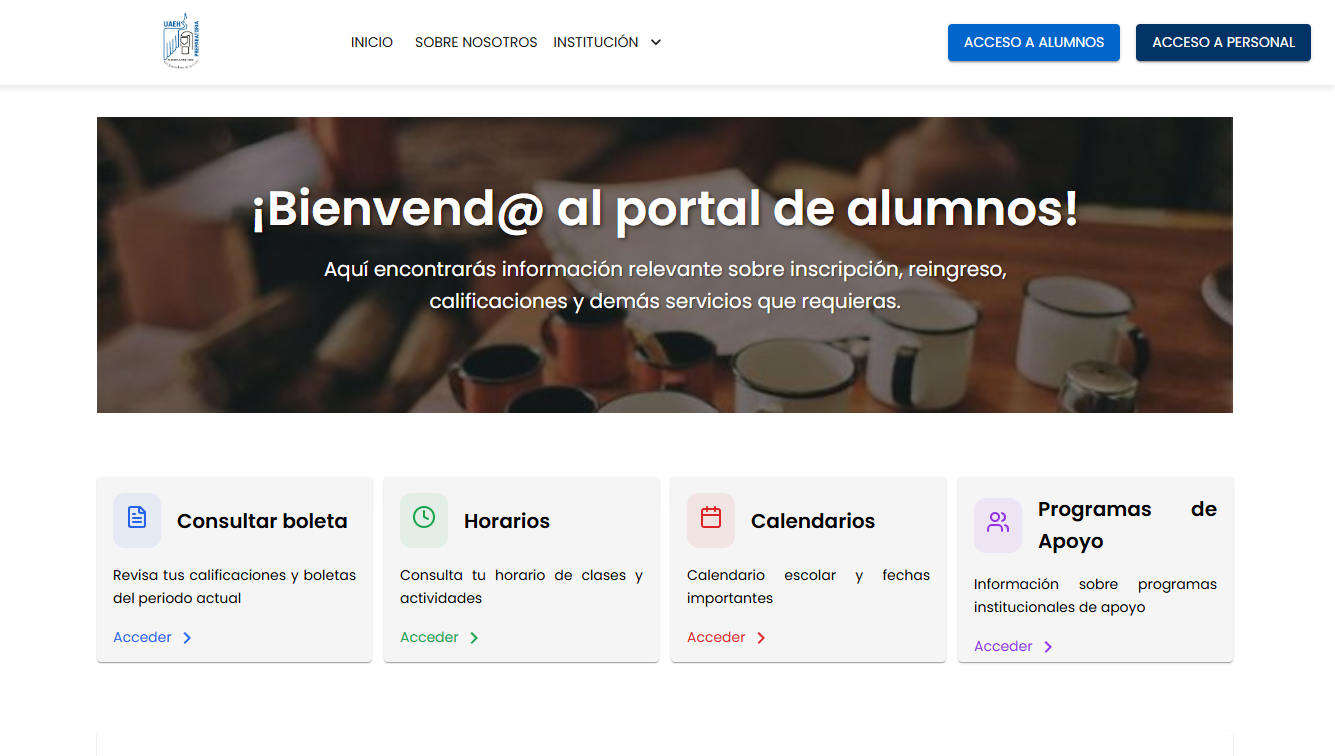 UAEH
PREPARATORIA
INICIO SOBRE NOSOTROS INSTITUCIÓN
ACCESO A ALUMNOS ACCESO A PERSONAL
¡Bienvend@ al portal de alumnos!
Aquí encontrarás información relevante sobre inscripción, reingreso,
calificaciones y demás servicios que requieras.
Consultar boleta
Revisa tus calificaciones y boletas
del periodo actual
Acceder
Horarios
Consulta tu horario de clases y
actividades
Acceder
Calendarios
Calendario escolar y fechas
importantes
Acceder
Programas de
Apoyo
Información sobre programas
institucionales de apoyo
Acceder